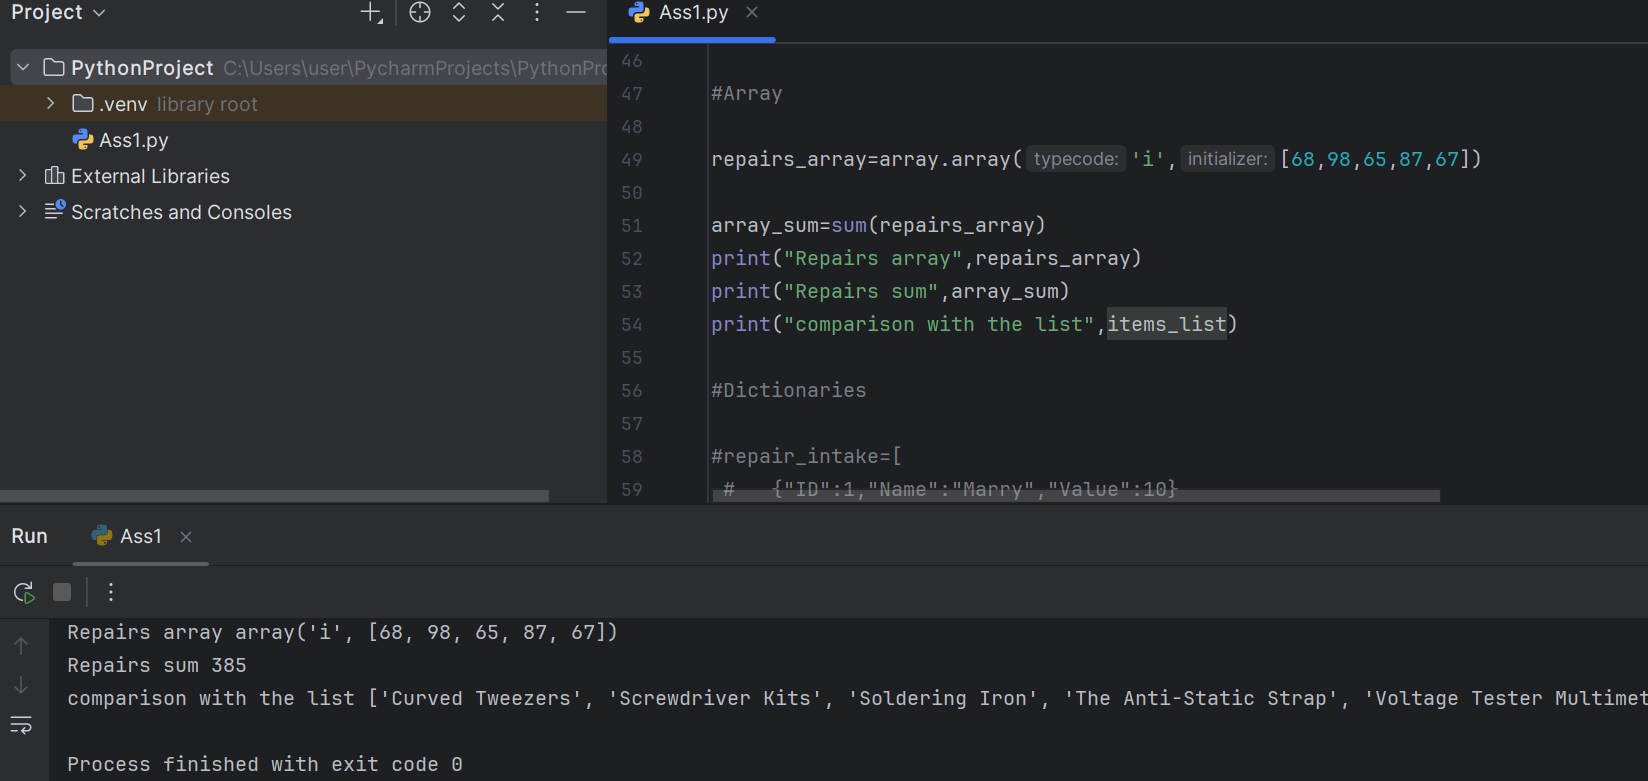 Project
PythonProject C:\Users\user\PycharmProjects\PythonPro
.venv library root
Ass1.py
External Libraries
Scratches and Consoles
Ass1.py
46
47 #Array
48
49 repairs_array=array.array( typecode: 'i', initializer: [68,98,65,87,67])
50
51 array_sum=sum(repairs_array)
52 print("Repairs array",repairs_array)
53 print("Repairs sum",array_sum)
54 print("comparison with the list",items_list)
55
56 #Dictionaries
57
58 #repair_intake=[
59 # {"ID":1,"Name":"Marry","Value":10}
Run Ass1
Repairs array array('i', [68, 98, 65, 87, 67])
Repairs sum 385
comparison with the list ['Curved Tweezers', 'Screwdriver Kits', 'Soldering Iron', 'The Anti-Static Strap', 'Voltage Tester Multimet
Process finished with exit code 0